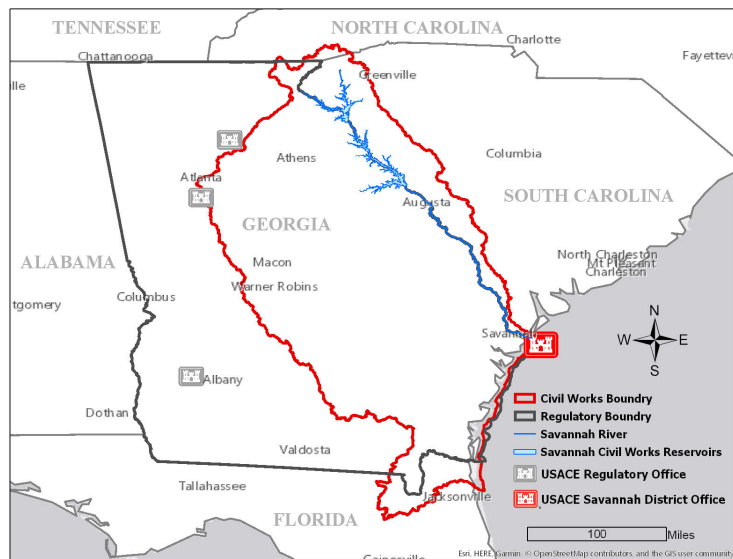 TENNESSEE
NORTH CAROLINA
Charlotte
Chattanooga
Fayettev
lle
Greenville
Athens
Columbia
Atlanta
SOUTH CAROLINA
Augusta
GEORGIA
North Charleston
Mt Pleasant
Charleston
ALABAMA
Macon
Warner Robins
Columbus
tgomery
Savannah
N
W
E
S
Albany
Dothan
Valdosta
Tallahassee
Jacksonville
FLORIDA
Gainesville
Civil Works Boundry
Regulatory Boundry
Savannah River
Savannah Civil Works Reservoirs
USACE Regulatory Office
USACE Savannah District Office
100
Miles
Esri, HERE, Garmin, © OpenStreetMap contributors, and the GIS user community